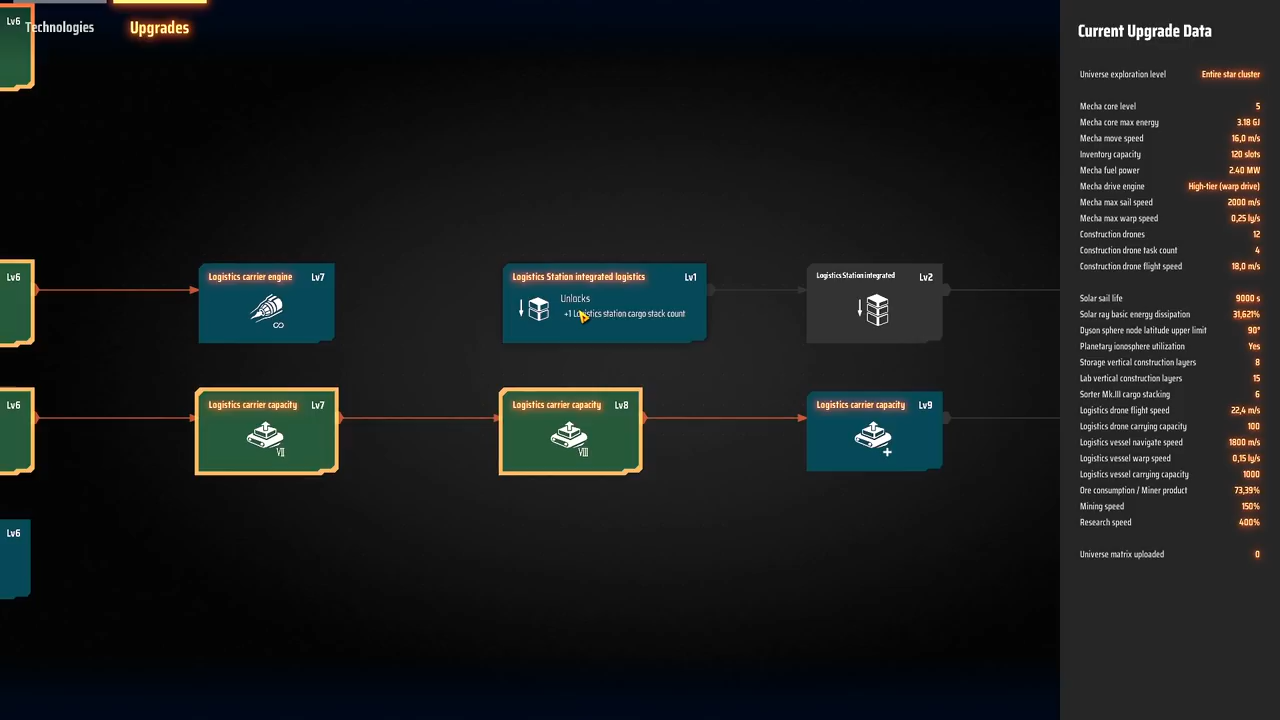 Technologies
Upgrades
Lv6
Lv6
Logistics carrier engine Lv7
∞
Logistics Station integrated logistics Lv1
Unlocks
+1 Logistics station cargo stack count
Logistics Station integrated Lv2
Lv6
Logistics carrier capacity Lv7
VII
Logistics carrier capacity Lv8
VIII
Logistics carrier capacity Lv9
+
Lv6
Current Upgrade Data
Universe exploration level Entire star cluster
Mecha core level 5
Mecha core max energy 3.18 GJ
Mecha move speed 16,0 m/s
Inventory capacity 120 slots
Mecha fuel power 2.40 MW
Mecha drive engine High-tier (warp drive)
Mecha max sail speed 2000 m/s
Mecha max warp speed 0,25 ly/s
Construction drones 12
Construction drone task count 4
Construction drone flight speed 18,0 m/s
Solar sail life 9000 s
Solar ray basic energy dissipation 31,621%
Dyson sphere node latitude upper limit 90°
Planetary ionosphere utilization Yes
Storage vertical construction layers 8
Lab vertical construction layers 15
Sorter Mk.III cargo stacking 6
Logistics drone flight speed 22,4 m/s
Logistics drone carrying capacity 100
Logistics vessel navigate speed 1800 m/s
Logistics vessel warp speed 0,15 ly/s
Logistics vessel carrying capacity 1000
Ore consumption / Miner product 73,39%
Mining speed 150%
Research speed 400%
Universe matrix uploaded 0